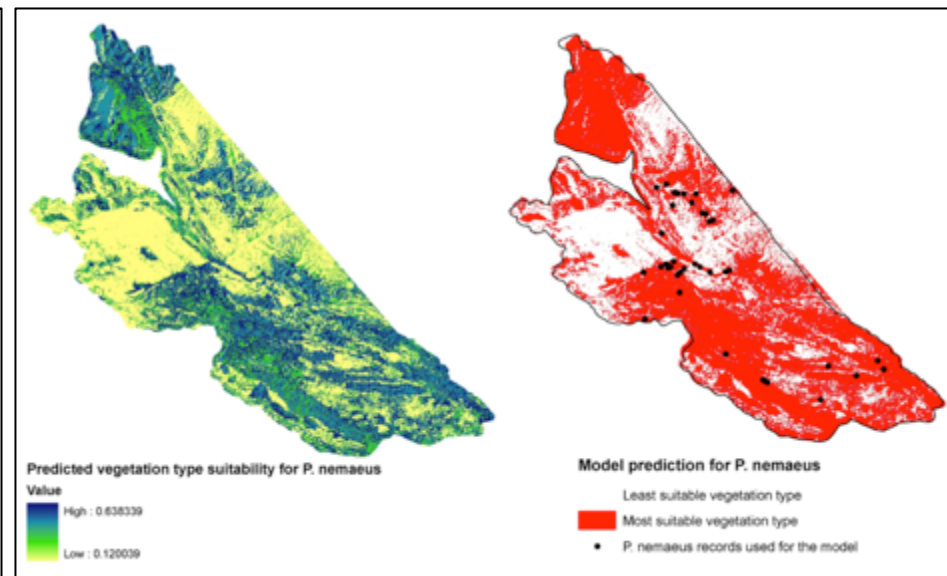 Predicted vegetation type suitability for P. nemaeus
Value
High : 0.638339
Low : 0.120039
Model prediction for P. nemaeus
Least suitable vegetation type
Most suitable vegetation type
P. nemaeus records used for the model